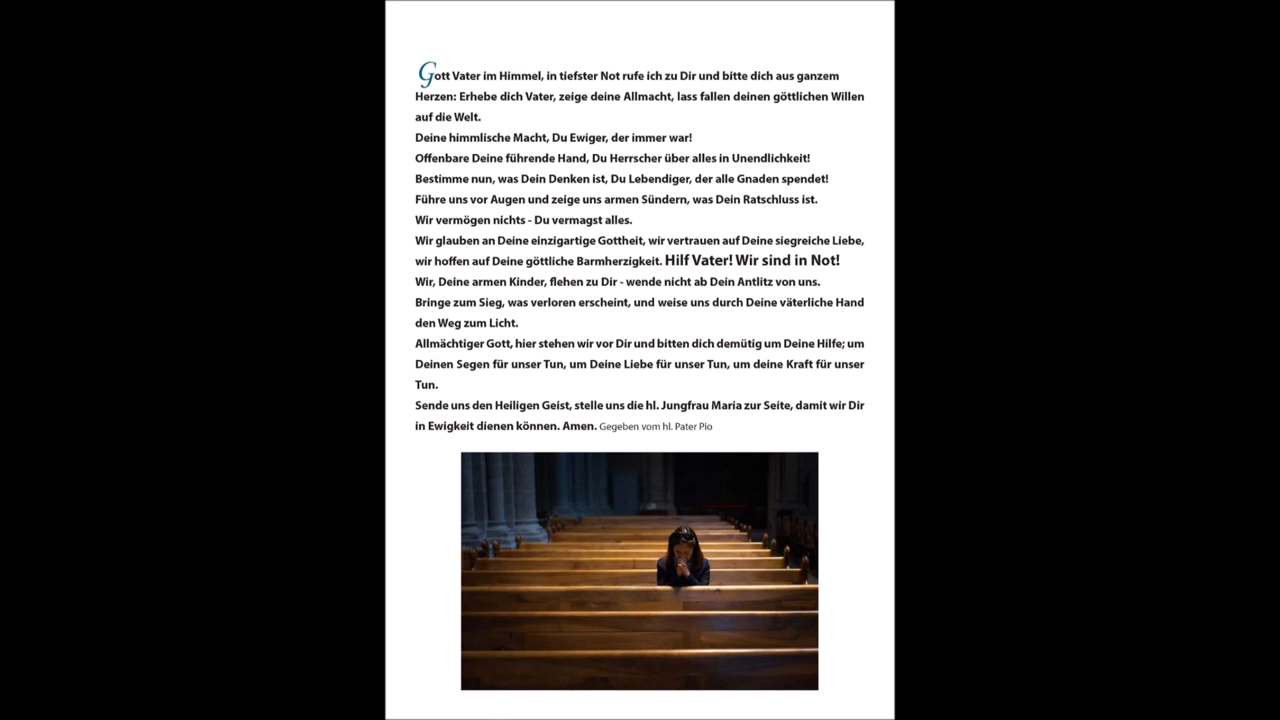 Gott Vater im Himmel, in tiefster Not rufe ich zu Dir und bitte dich aus ganzem
Herzen: Erhebe dich Vater, zeige deine Allmacht, lass fallen deinen göttlichen Willen
auf die Welt.
Deine himmlische Macht, Du Ewiger, der immer war!
Offenbare Deine führende Hand, Du Herrscher über alles in Unendlichkeit!
Bestimme nun, was Dein Denken ist, Du Lebendiger, der alle Gnaden spendet!
Führe uns vor Augen und zeige uns armen Sündern, was Dein Ratschluss ist.
Wir vermögen nichts - Du vermagst alles.
Wir glauben an Deine einzigartige Gottheit, wir vertrauen auf Deine siegreiche Liebe,
wir hoffen auf Deine göttliche Barmherzigkeit. Hilf Vater! Wir sind in Not!
Wir, Deine armen Kinder, flehen zu Dir - wende nicht ab Dein Antlitz von uns.
Bringe zum Sieg, was verloren erscheint, und weise uns durch Deine väterliche Hand
den Weg zum Licht.
Allmächtiger Gott, hier stehen wir vor Dir und bitten dich demütig um Deine Hilfe; um
Deinen Segen für unser Tun, um Deine Liebe für unser Tun, um deine Kraft für unser
Tun.
Sende uns den Heiligen Geist, stelle uns die hl. Jungfrau Maria zur Seite, damit wir Dir
in Ewigkeit dienen können. Amen. Gegeben vom hl. Pater Pio